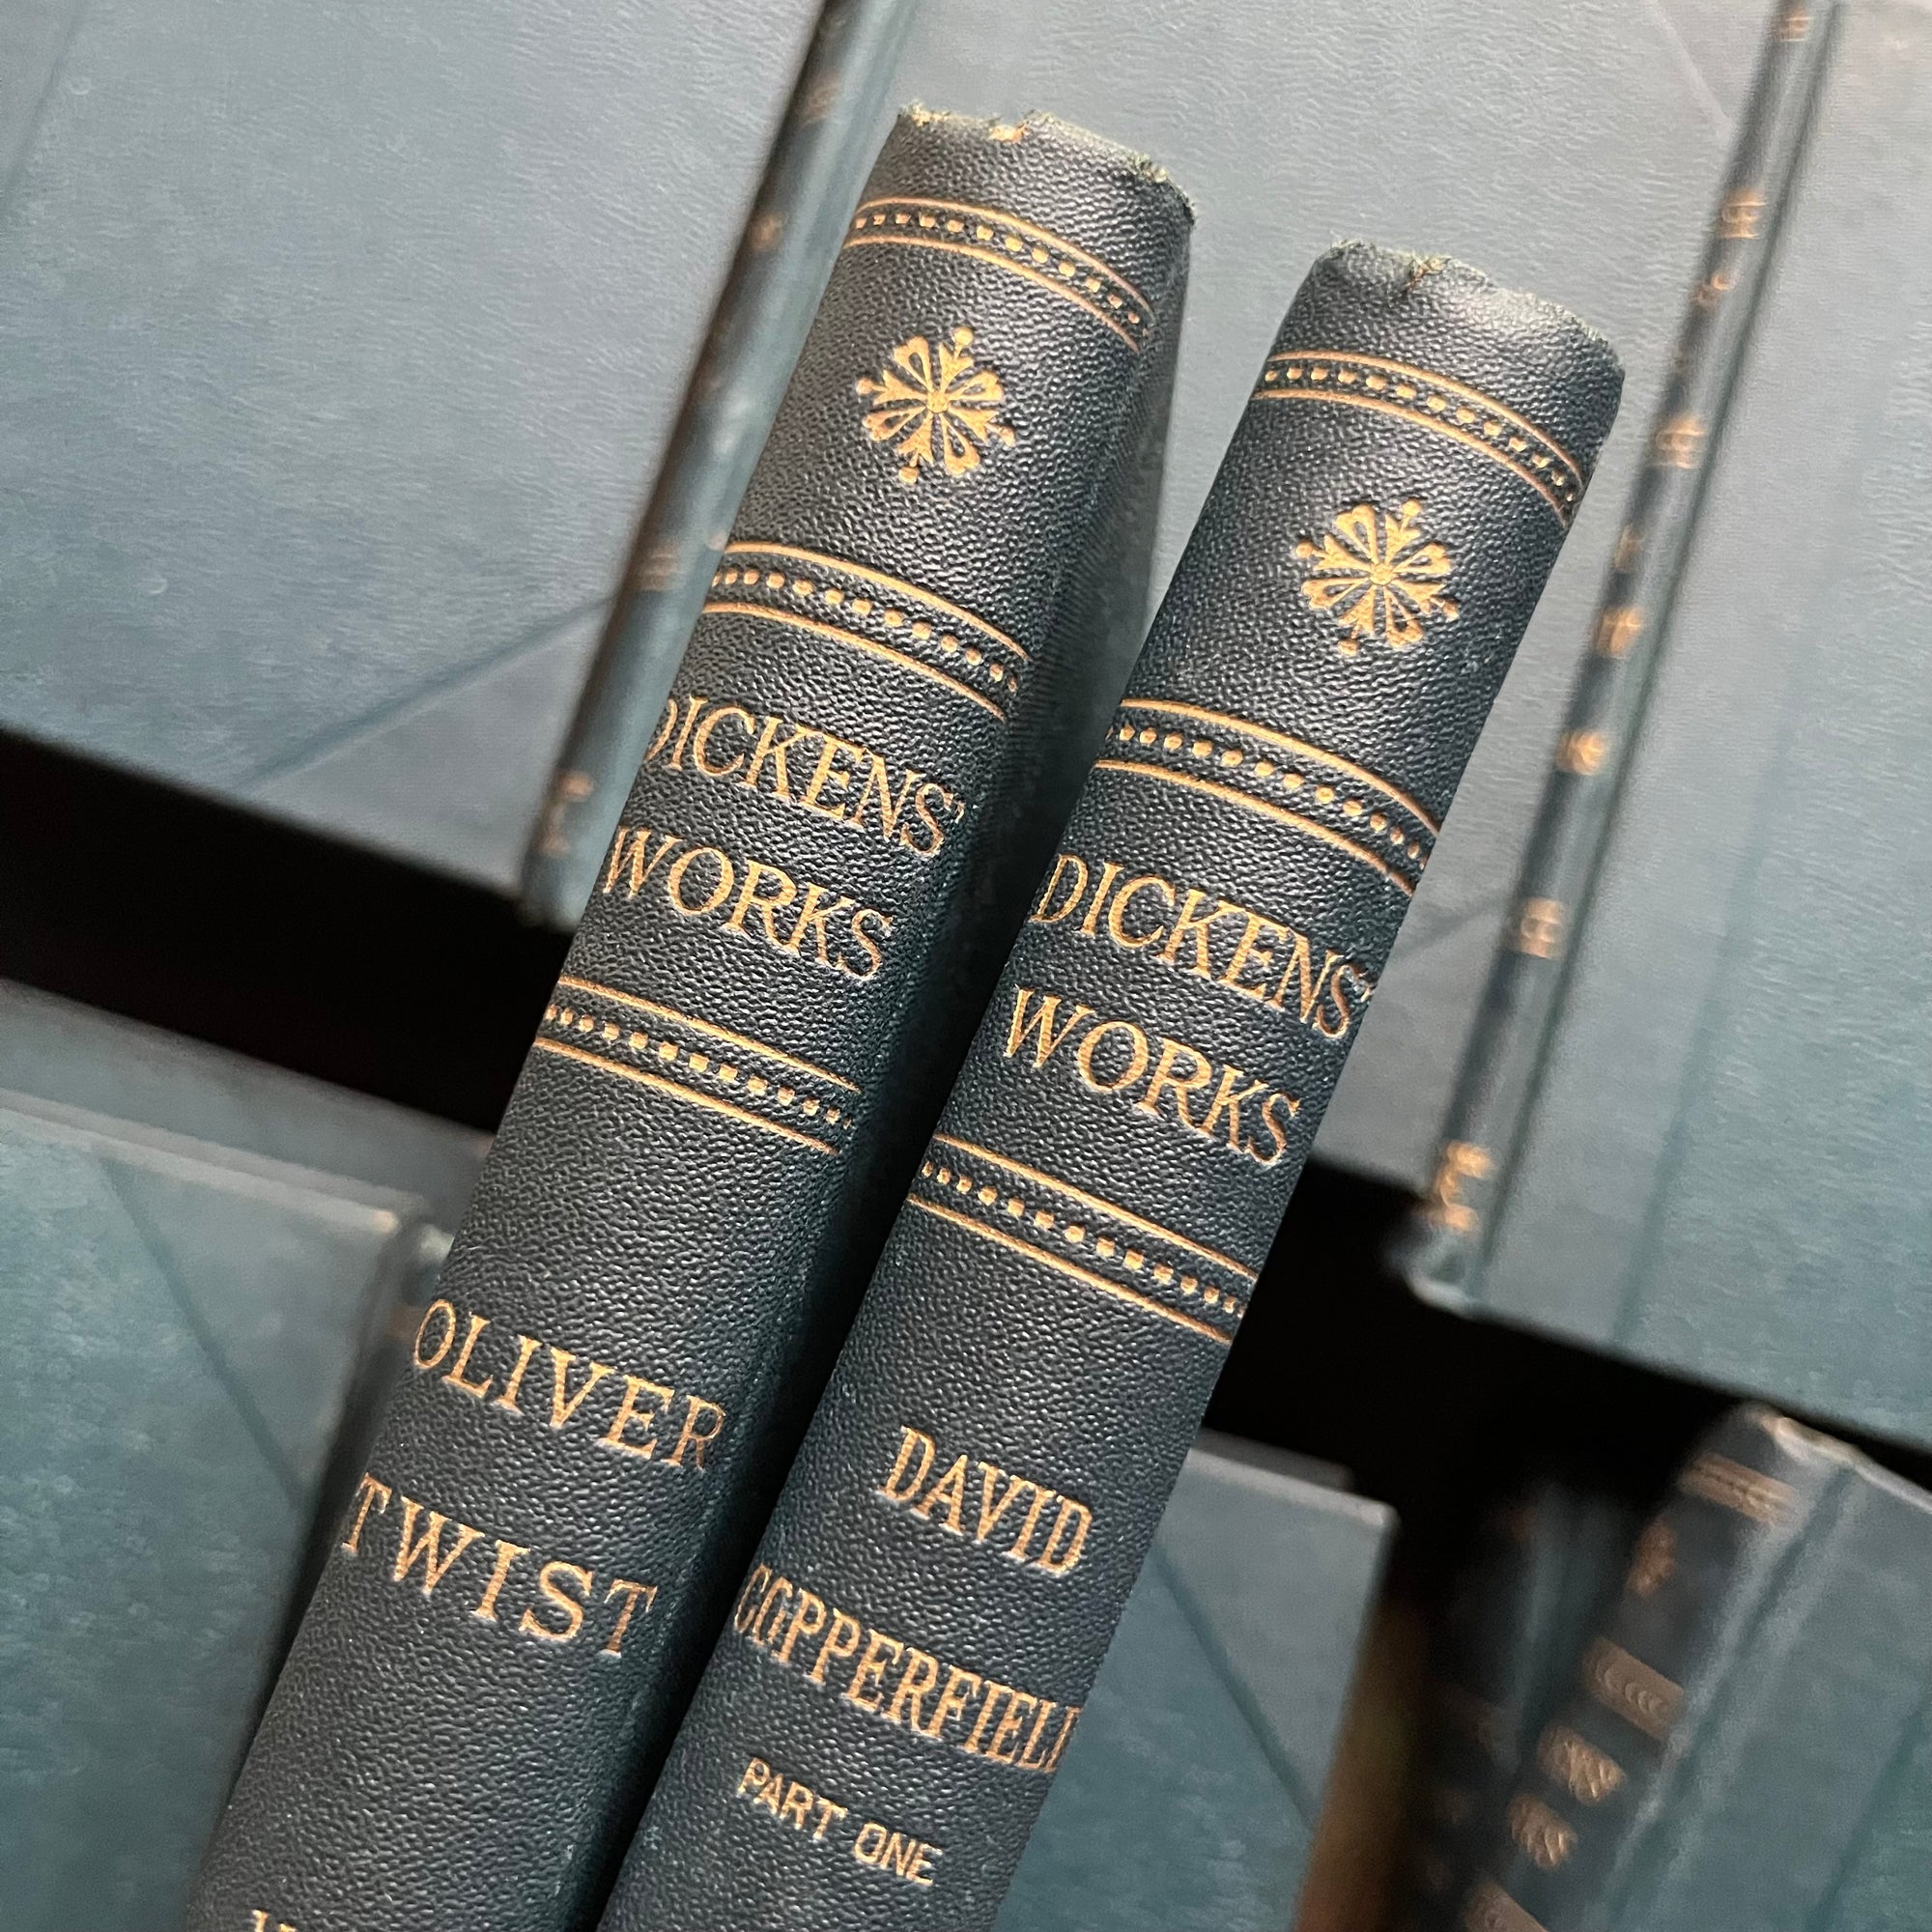 DICKENS'
WORKS
OLIVER
TWIST
DICKENS'
WORKS
DAVID
COPPERFIELD
PART ONE